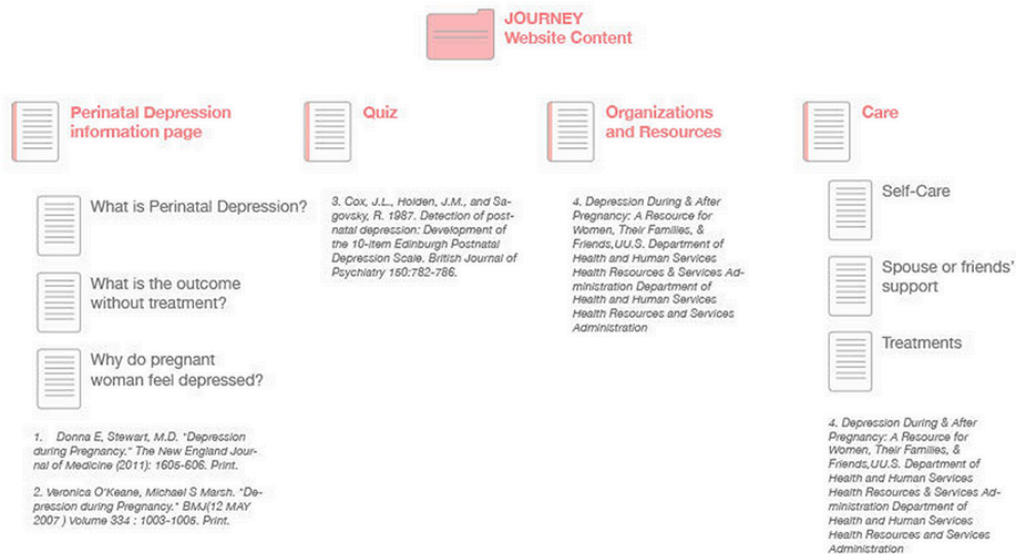 JOURNEY
Website Content
Perinatal Depression
information page
What is Perinatal Depression?
What is the outcome
without treatment?
Why do pregnant
woman feel depressed?
1. Donna E, Stewart, M.D. "Depression
during Pregnancy." The New England Jour-
nal of Medicine (2011): 1605-606. Print.
2. Veronica O'Keane, Michael S Marsh. "De-
pression during Pregnancy." BMJ(12 MAY
2007 ) Volume 334 : 1003-1005. Print.
Quiz
3. Cox, J.L., Holden, J.M., and Sa-
govsky, R. 1987. Detection of post-
natal depression: Development of
the 10-item Edinburgh Postnatal
Depression Scale. British Journal of
Psychiatry 150:782-786.
Organizations
and Resources
4. Depression During & After
Pregnancy: A Resource for
Women, Their Families, &
Friends,UU.S. Department of
Health and Human Services
Health Resources & Services Ad-
ministration Department of
Health and Human Services
Health Resources and Services
Administration
Care
Self-Care
Spouse or friends'
support
Treatments
4. Depression During & After
Pregnancy: A Resource for
Women, Their Families, &
Friends,UU.S. Department of
Health and Human Services
Health Resources & Services Ad-
ministration Department of
Health and Human Services
Health Resources and Services
Administration